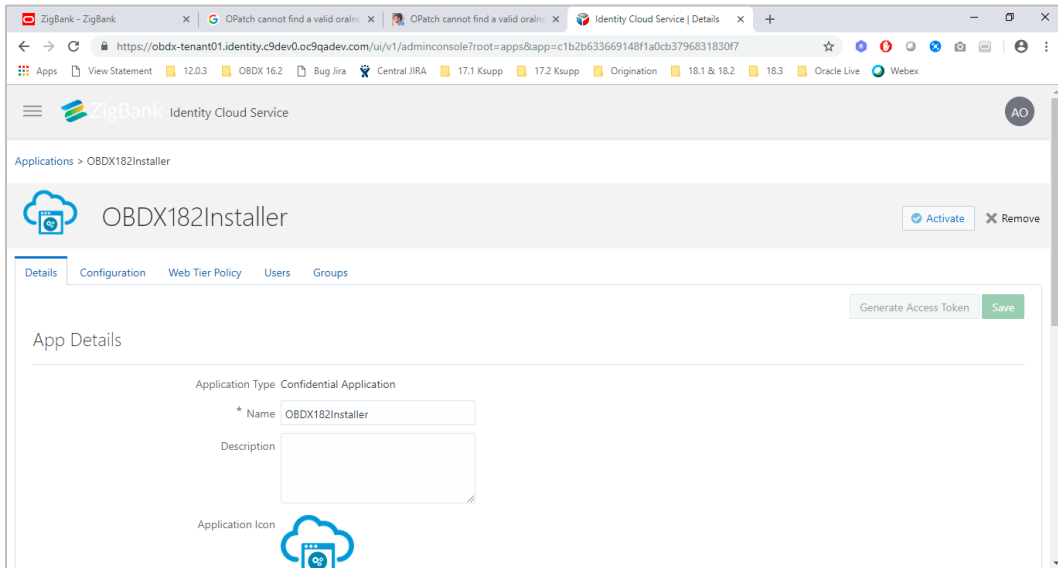 ZigBank - ZigBank
OPatch cannot find a valid oraIns
OPatch cannot find a valid oraIns
Identity Cloud Service | Details
https://obdx-tenant01.identity.c9dev0.oc9qadev.com/ui/v1/adminconsole?root=apps&app=c1b2b633669148f1a0cb3796831830f7
Apps View Statement 12.0.3 OBDX 16.2 Bug Jira Central JIRA 17.1 Ksupp 17.2 Ksupp Origination 18.1 & 18.2 18.3 Oracle Live Webex
ZigBank Identity Cloud Service AO
Applications > OBDX182Installer
OBDX182Installer Activate Remove
Details Configuration Web Tier Policy Users Groups
Generate Access Token Save
App Details
Application Type Confidential Application
* Name OBDX182Installer
Description
Application Icon